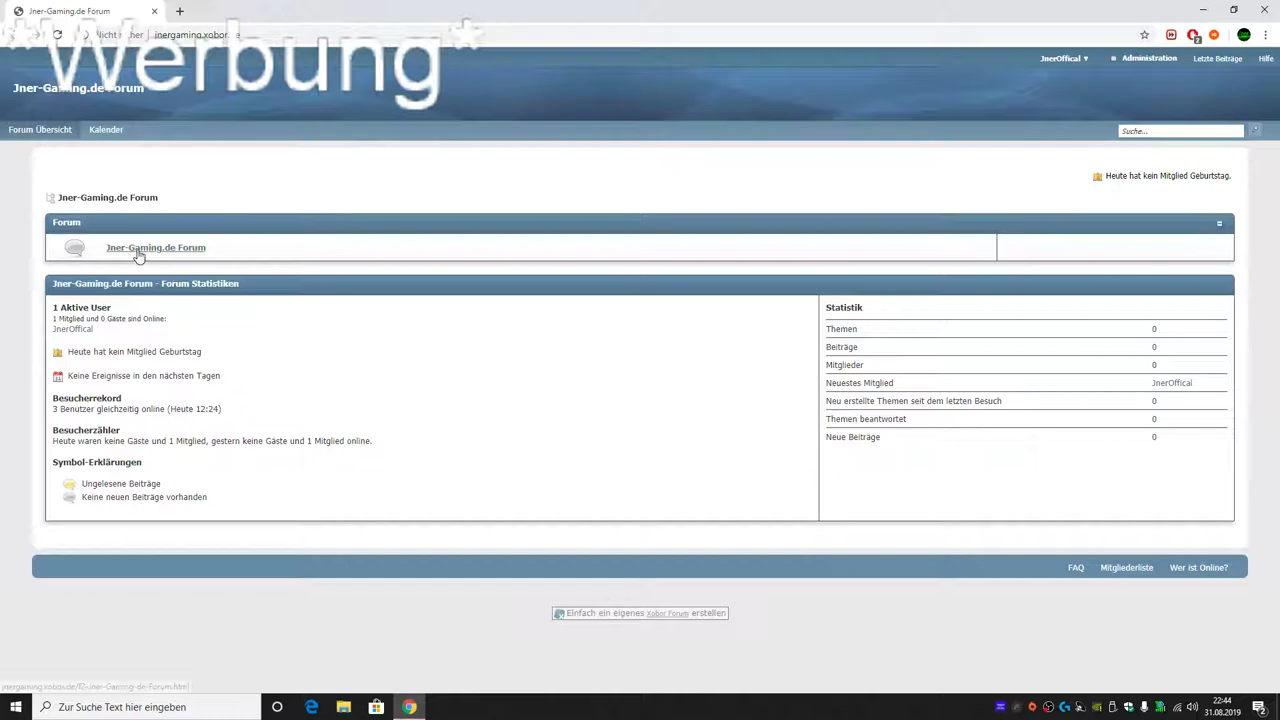 Jner-Gaming.de Forum
*Werbung*
Nicht sicher
jnergaming.xobor.de
JnerOffical ▼
Administration
Letzte Beiträge
Hilfe
Jner-Gaming.de Forum
Forum Übersicht
Kalender
Suche...
Heute hat kein Mitglied Geburtstag.
Jner-Gaming.de Forum
Forum
Jner-Gaming.de Forum
Jner-Gaming.de Forum - Forum Statistiken
1 Aktive User
1 Mitglied und 0 Gäste sind Online:
JnerOffical
Heute hat kein Mitglied Geburtstag
Keine Ereignisse in den nächsten Tagen
Besucherrekord
3 Benutzer gleichzeitig online (Heute 12:24)
Besucherzähler
Heute waren keine Gäste und 1 Mitglied, gestern keine Gäste und 1 Mitglied online.
Symbol-Erklärungen
Ungelesene Beiträge
Keine neuen Beiträge vorhanden
Statistik
Themen 0
Beiträge 0
Mitglieder 0
Neuestes Mitglied JnerOffical
Neu erstellte Themen seit dem letzten Besuch 0
Themen beantwortet 0
Neue Beiträge 0
FAQ
Mitgliederliste
Wer ist Online?
Einfach ein eigenes Xobor Forum erstellen
Zur Suche Text hier eingeben
22:44
31.08.2019